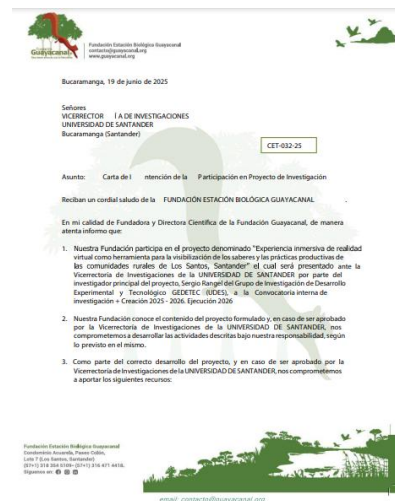 Guayacanal
Fundación Estación Biológica Guayacanal
contacto@guayacanal.org
www.guayacanal.org
Bucaramanga, 19 de junio de 2025
Señores
VICERRECTOR I A DE INVESTIGACIONES
UNIVERSIDAD DE SANTANDER
Bucaramanga (Santander)
CET-032-25
Asunto: Carta de I ntención de la P articipación en Proyecto de Investigación
Reciban un cordial saludo de la FUNDACIÓN ESTACIÓN BIOLÓGICA GUAYACANAL .
En mi calidad de Fundadora y Directora Científica de la Fundación Guayacanal, de manera
atenta informo que:
1. Nuestra Fundación participa en el proyecto denominado "Experiencia inmersiva de realidad
virtual como herramienta para la visibilización de los saberes y las prácticas productivas de
las comunidades rurales de Los Santos, Santander" el cual será presentado ante la
Vicerrectoría de Investigaciones de la UNIVERSIDAD DE SANTANDER por parte del
investigador principal del proyecto, Sergio Rangel del Grupo de Investigación de Desarrollo
Experimental y Tecnológico GEDETEC (UDES), a la Convocatoria interna de
investigación + Creación 2025 - 2026. Ejecución 2026
2. Nuestra Fundación conoce el contenido del proyecto formulado y, en caso de ser aprobado
por la Vicerrectoría de Investigaciones de la UNIVERSIDAD DE SANTANDER, nos
comprometemos a desarrollar las actividades descritas bajo nuestra responsabilidad, según
lo previsto en el mismo.
3. Como parte del correcto desarrollo del proyecto, y en caso de ser aprobado por la
Vicerrectoría de Investigaciones de la UNIVERSIDAD DE SANTANDER, nos comprometemos
a aportar los siguientes recursos:
Fundación Estación Biológica Guayacanal
Condominio Acuarela, Paseo Colón,
Lote 7 (Los Santos, Santander)
Síguenos en:
email: contacto@guayacanal.org